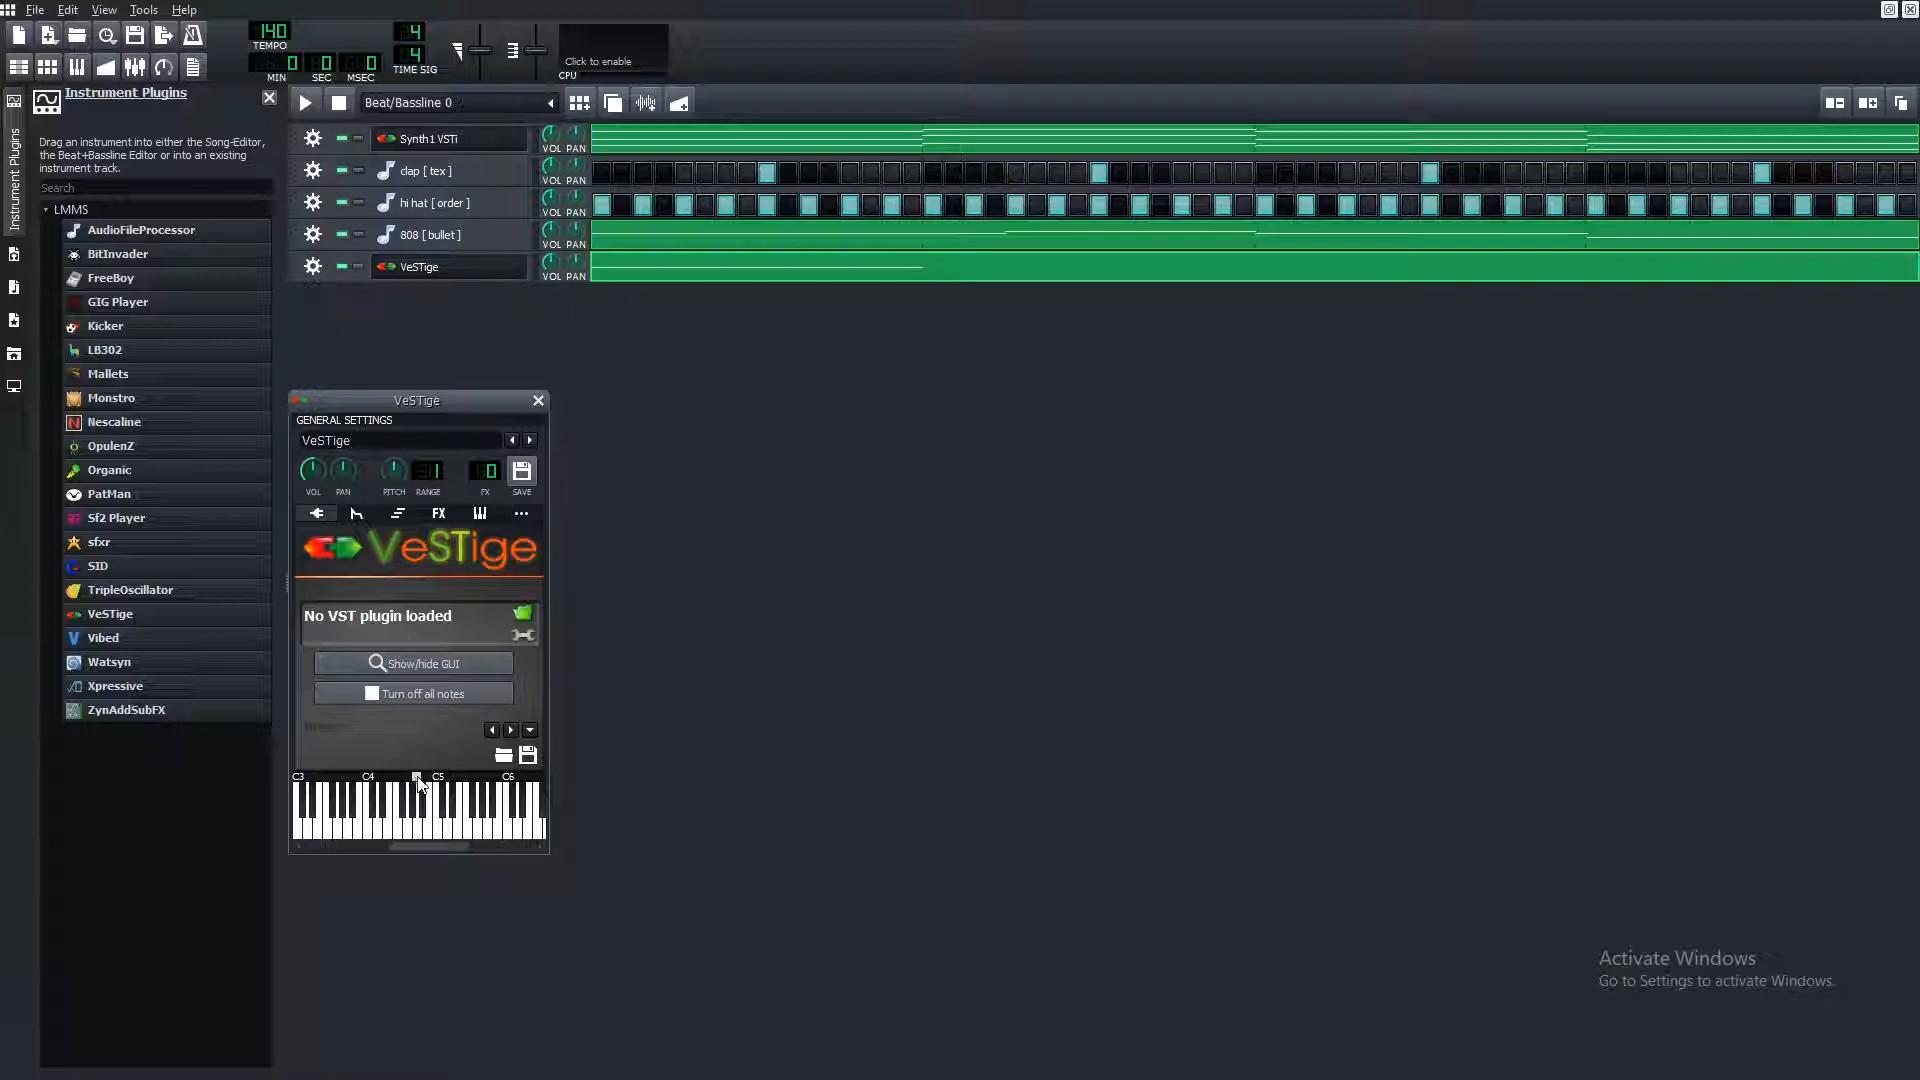 File Edit View Tools Help
140
TEMPO
0 0 0
MIN SEC MSEC
4
4
TIME SIG
Click to enable
CPU
Instrument Plugins
Instrument Plugins
Drag an instrument into either the Song-Editor,
the Beat+Bassline Editor or into an existing
instrument track.
Search
LMMS
AudioFileProcessor
BitInvader
FreeBoy
GIG Player
Kicker
LB302
Mallets
Monstro
Nescaline
OpulenZ
Organic
PatMan
Sf2 Player
sfxr
SID
TripleOscillator
VeSTige
Vibed
Watsyn
Xpressive
ZynAddSubFX
Beat/Bassline 0
Synth1 VSTi VOL PAN
clap [ tex ] VOL PAN
hi hat [ order ] VOL PAN
808 [ bullet ] VOL PAN
VeSTige VOL PAN
VeSTige
GENERAL SETTINGS
VeSTige
1 0
VOL PAN PITCH RANGE FX SAVE
FX
VeSTige
No VST plugin loaded
Show/hide GUI
Turn off all notes
C3 C4 C5 C6
Activate Windows
Go to Settings to activate Windows.